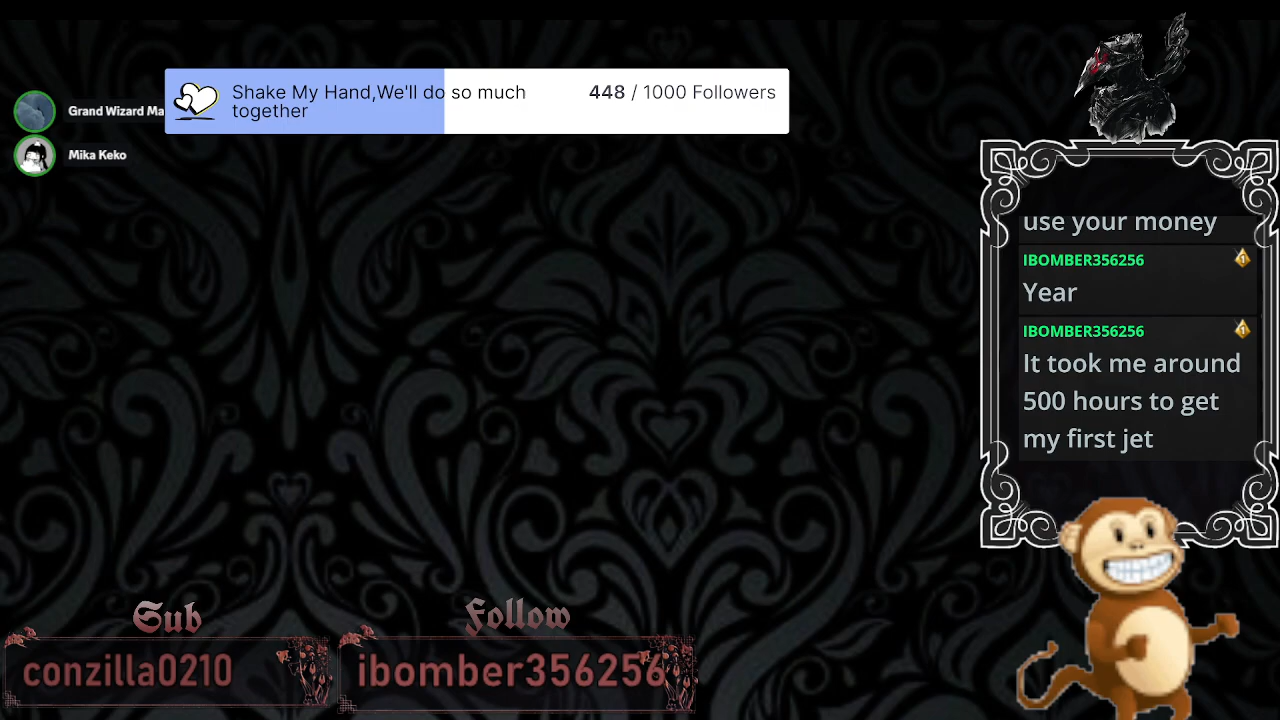 Shake My Hand,We'll do so much together
448 / 1000 Followers
Grand Wizard Ma
Mika Keko
use your money
IBOMBER356256
Year
IBOMBER356256
It took me around
500 hours to get
my first jet
Sub
conzilla0210
Follow
ibomber356256